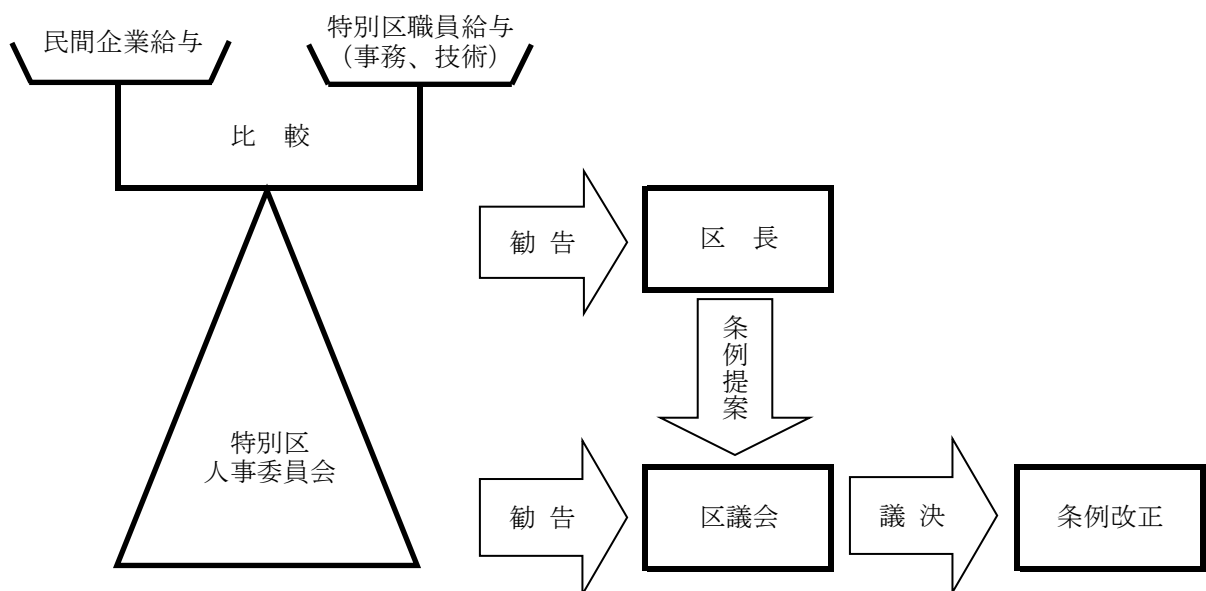 民間企業給与
特別区職員給与
（事務、技術）
比　較
勧 告
区　長
条例提案
特別区
人事委員会
勧 告
区議会
議 決
条例改正